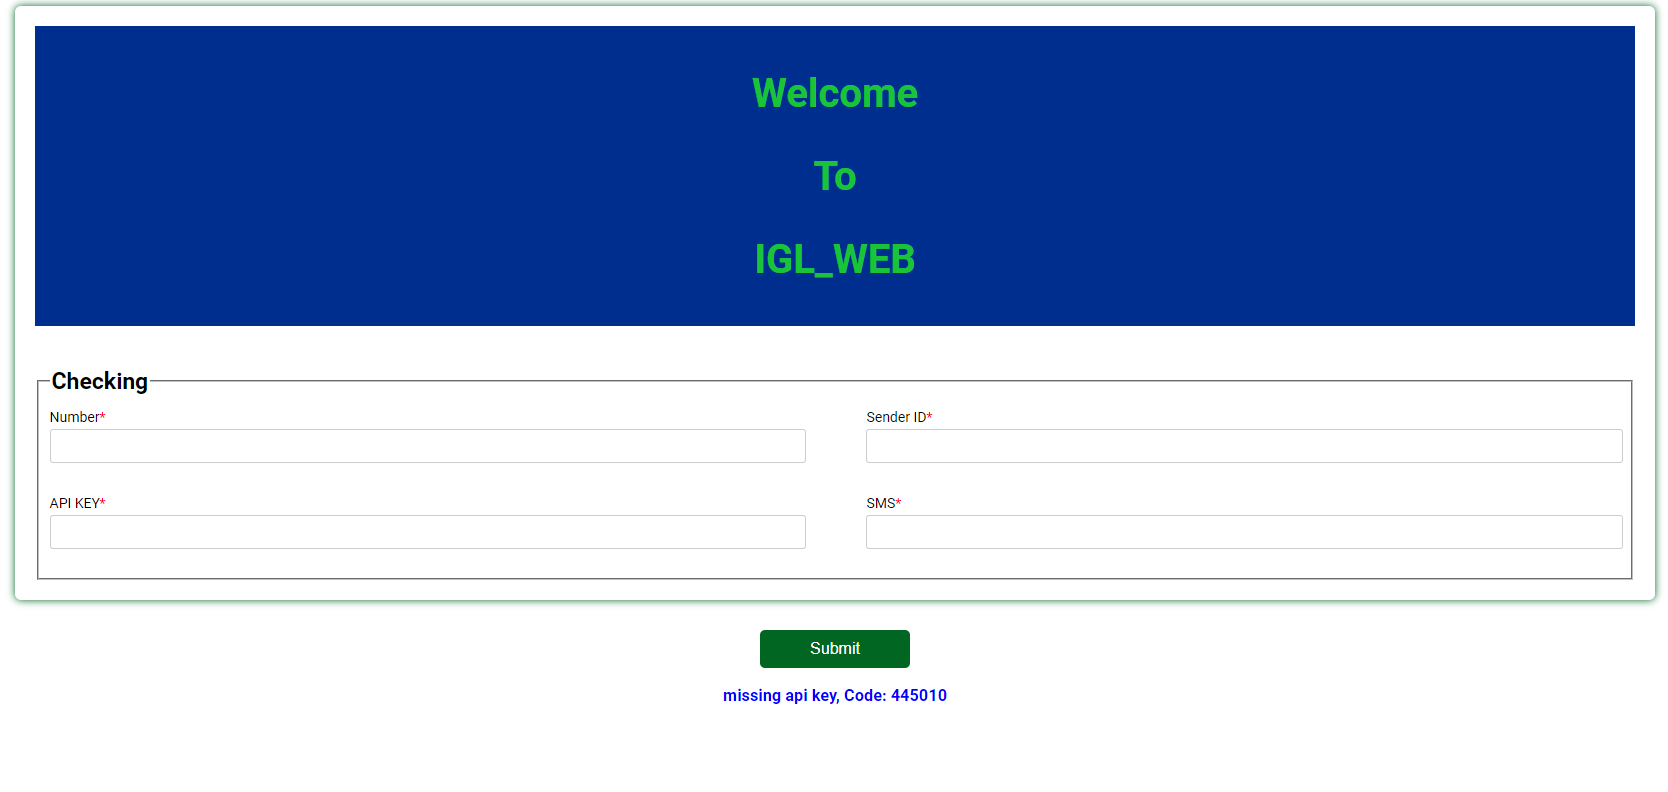 Welcome
To
IGL_WEB
Checking
Number*
Sender ID*
API KEY*
SMS*
Submit
missing api key, Code: 445010